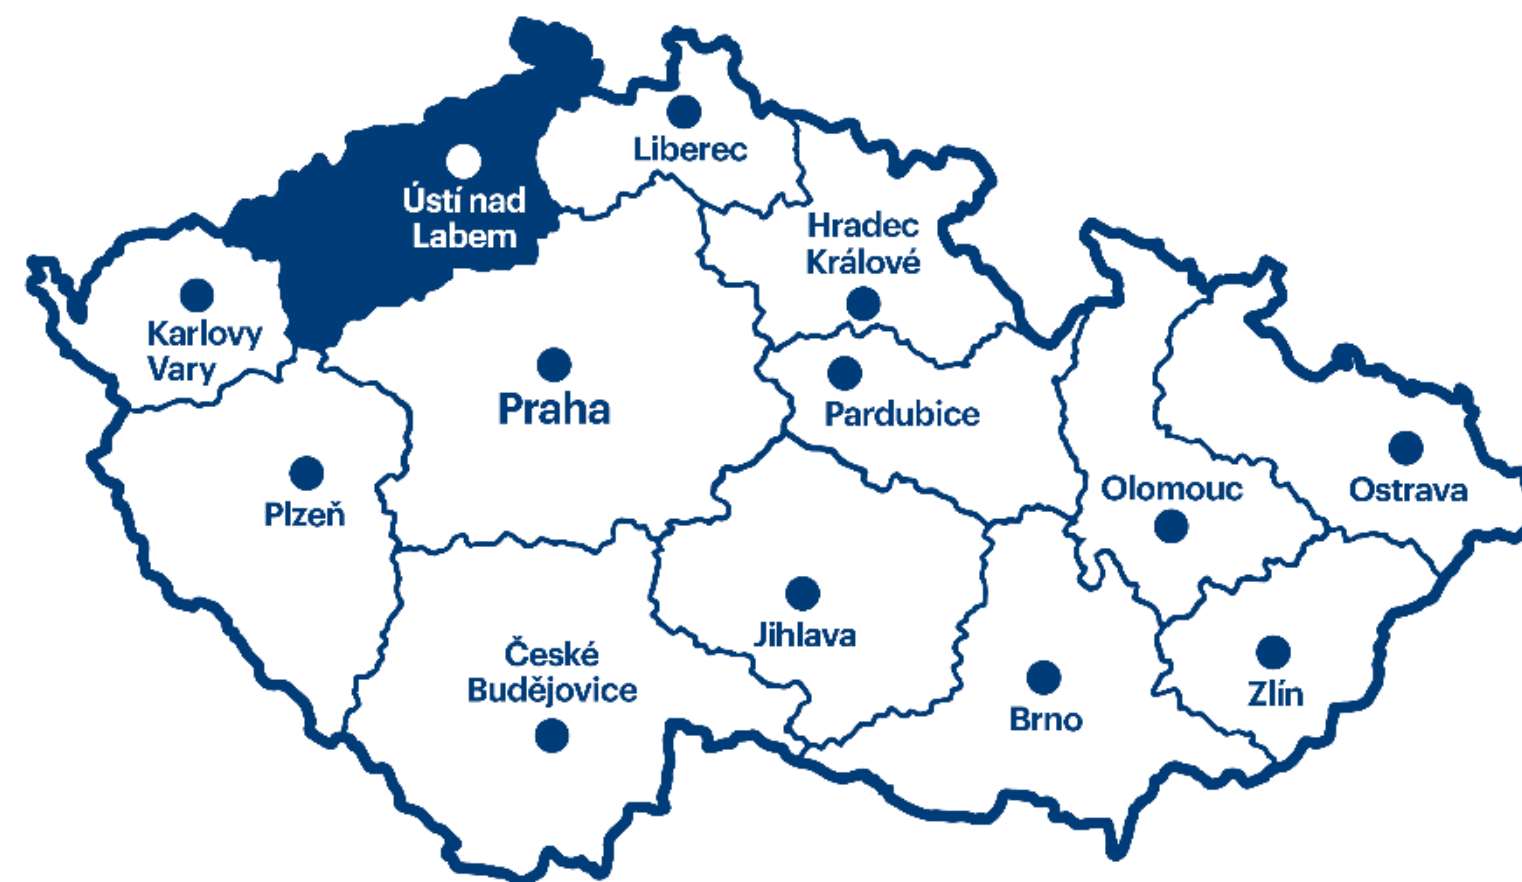 Liberec
Ústí nad
Labem
Hradec
Králové
Karlovy
Vary
Praha
Pardubice
Plzeň
Olomouc
Ostrava
Jihlava
České
Budějovice
Zlín
Brno